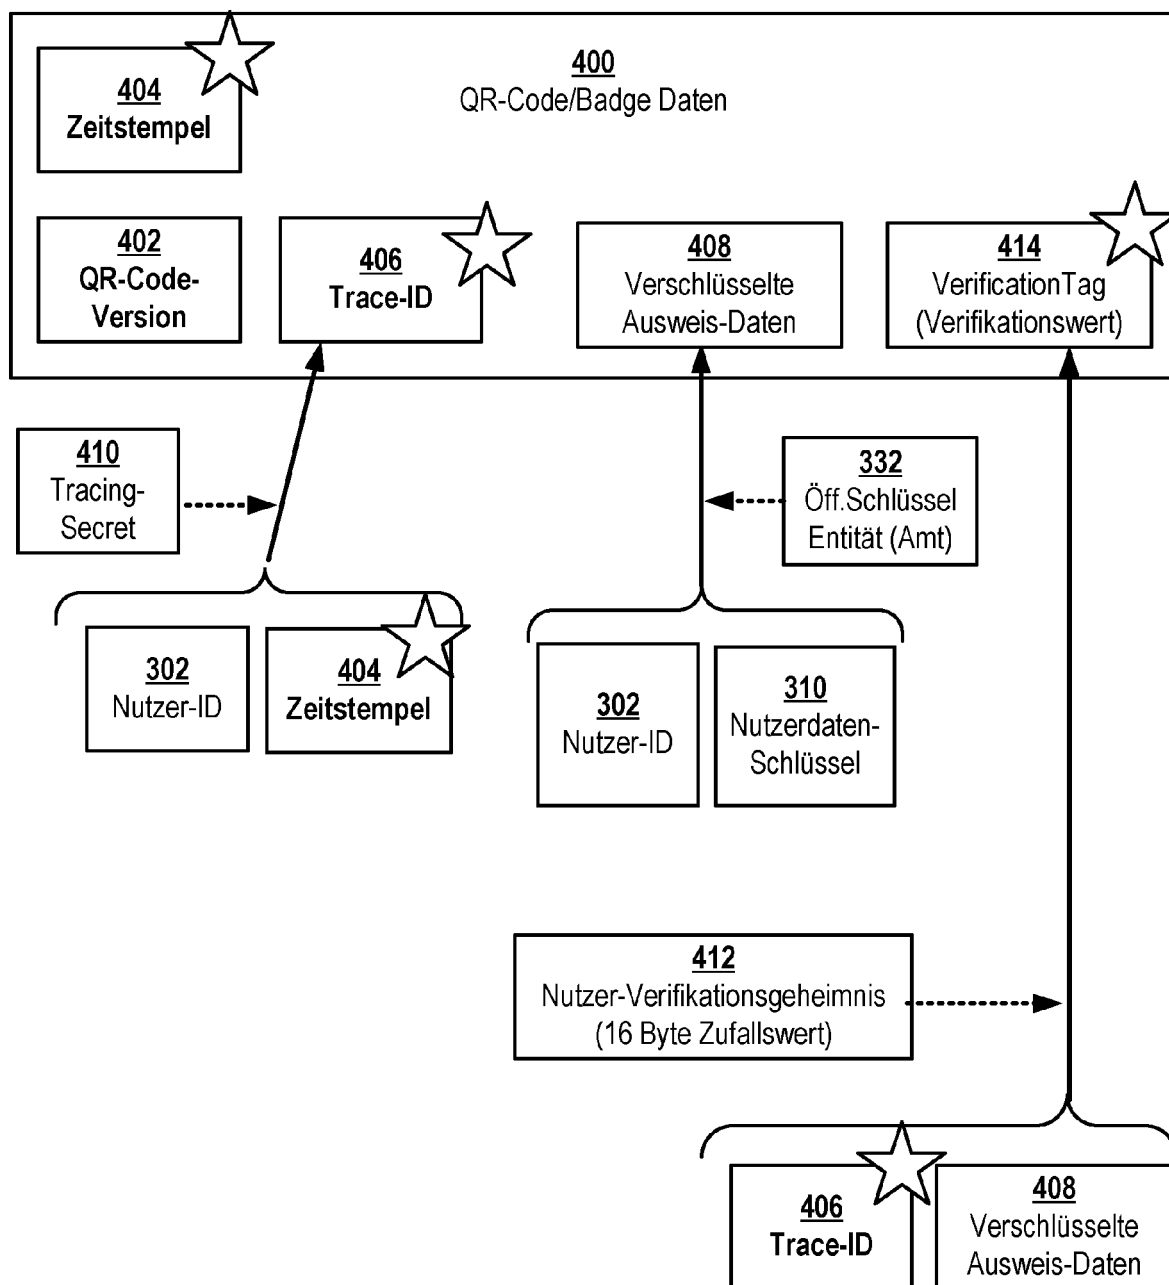 400
QR-Code/Badge Daten
404
Zeitstempel
402
QR-Code-
Version
406
Trace-ID
408
Verschlüsselte
Ausweis-Daten
414
VerificationTag
(Verifikationswert)
410
Tracing-
Secret
332
Öff.Schlüssel
Entität (Amt)
302
Nutzer-ID
404
Zeitstempel
302
Nutzer-ID
310
Nutzerdaten-
Schlüssel
412
Nutzer-Verifikationsgeheimnis
(16 Byte Zufallswert)
406
Trace-ID
408
Verschlüsselte
Ausweis-Daten